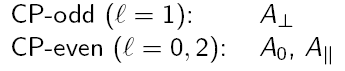 CP-odd (ℓ = 1): A⊥
CP-even (ℓ = 0, 2): A₀, A∥